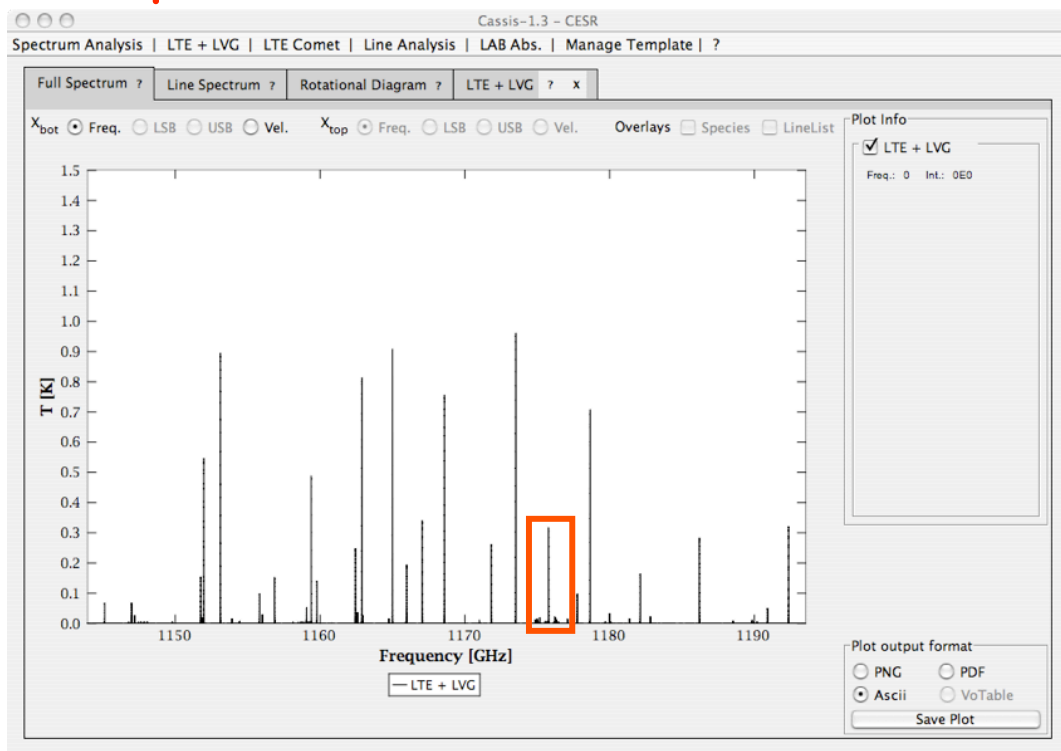 Cassis-1.3 - CESR
Spectrum Analysis | LTE + LVG | LTE Comet | Line Analysis | LAB Abs. | Manage Template | ?
Full Spectrum ? Line Spectrum ? Rotational Diagram ? LTE + LVG ? x
Xbot Freq. LSB USB Vel. Xtop Freq. LSB USB Vel. Overlays Species LineList
Plot Info
LTE + LVG
Freq.: 0 Int.: 0E0
1.5
1.4
1.3
1.2
1.1
1.0
0.9
0.8
0.7
0.6
0.5
0.4
0.3
0.2
0.1
0.0
T [K]
1150 1160 1170 1180 1190
Frequency [GHz]
LTE + LVG
Plot output format
PNG PDF
Ascii VoTable
Save Plot